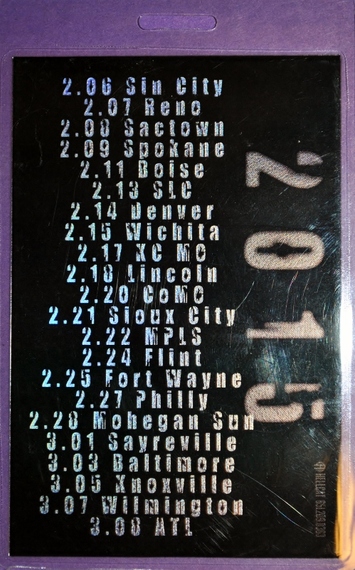 2.06 Sin City
2.07 Reno
2.08 Sactown
2.09 Spokane
2.11 Boise
2.13 SLC
2.14 Denver
2.15 Wichita
2.17 KC MO
2.18 Lincoln
2.20 CoMO
2.21 Sioux City
2.22 MPLS
2.24 Flint
2.25 Fort Wayne
2.27 Philly
2.28 Mohegan Sun
3.01 Sayreville
3.03 Baltimore
3.05 Knoxville
3.07 Wilmington
3.08 ATL
2015